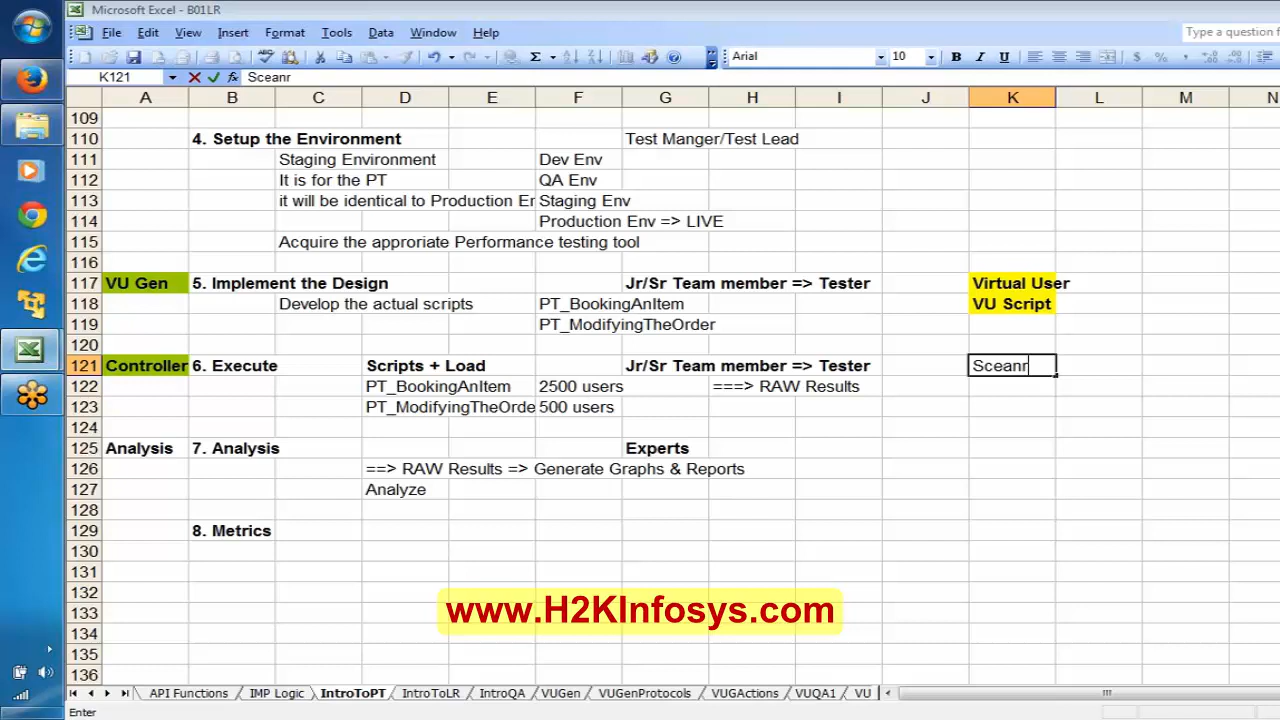 Microsoft Excel - B01LR
File Edit View Insert Format Tools Data Window Help
Type a question f
Arial 10 B I U
K121 fx Sceanr
A B C D E F G H I J K L M N
109
110 4. Setup the Environment Test Manger/Test Lead
111 Staging Environment Dev Env
112 It is for the PT QA Env
113 it will be identical to Production En Staging Env
114 Production Env => LIVE
115 Acquire the approriate Performance testing tool
116
117 VU Gen 5. Implement the Design Jr/Sr Team member => Tester Virtual User
118 Develop the actual scripts PT_BookingAnItem VU Script
119 PT_ModifyingTheOrder
120
121 Controller 6. Execute Scripts + Load Jr/Sr Team member => Tester Sceanr
122 PT_BookingAnItem 2500 users ===> RAW Results
123 PT_ModifyingTheOrde 500 users
124
125 Analysis 7. Analysis Experts
126 ==> RAW Results => Generate Graphs & Reports
127 Analyze
128
129 8. Metrics
130
131
132
133
134
135
136
www.H2KInfosys.com
API Functions IMP Logic IntroToPT IntroToLR IntroQA VUGen VUGenProtocols VUGActions VUQA1 VU
Enter